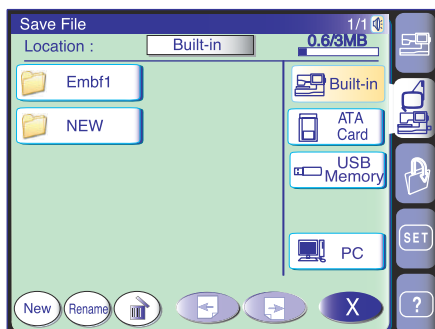 Save File
1/1
Location :
Built-in
0.6/3MB
Embf1
NEW
Built-in
ATA
Card
USB
Memory
PC
SET
New
Rename
X
?